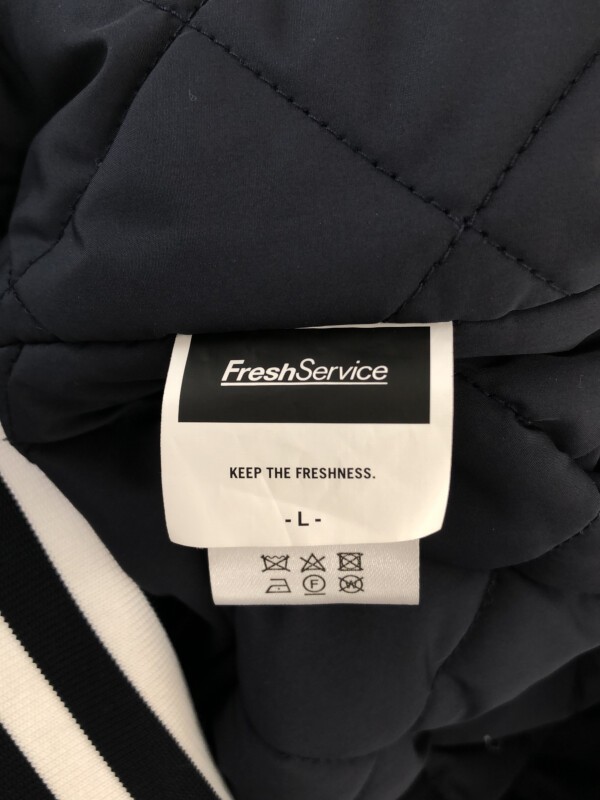 FreshService
KEEP THE FRESHNESS.
- L -
F W